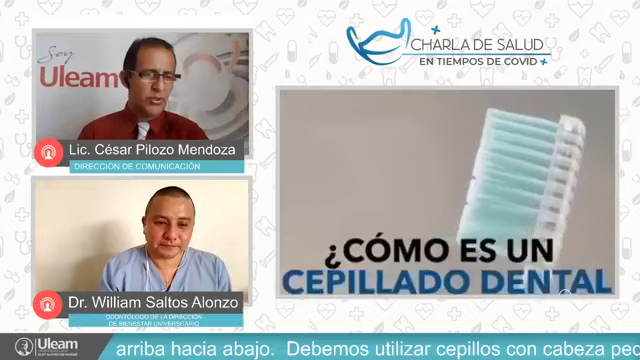 Soy
Uleam
Lic. César Pilozo Mendoza
DIRECCIÓN DE COMUNICACIÓN
CHARLA DE SALUD
EN TIEMPOS DE COVID
¿CÓMO ES UN
CEPILLADO DENTAL
Dr. William Saltos Alonzo
ODONTÓLOGO DE LA DIRECCIÓN
DE BIENESTAR UNIVERSITARIO
Uleam
arriba hacia abajo. Debemos utilizar cepillos con cabeza peq